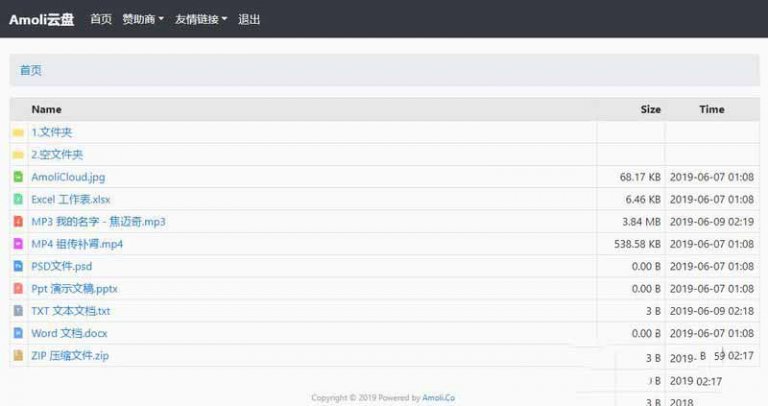 Amoli云盘 首页 赞助商 友情链接 退出
首页
Name Size Time
1.文件夹
2.空文件夹
AmoliCloud.jpg 68.17 KB 2019-06-07 01:08
Excel 工作表.xlsx 6.46 KB 2019-06-07 01:08
MP3 我的名字 - 焦迈奇.mp3 3.84 MB 2019-06-09 02:19
MP4 祖传补肾.mp4 538.58 KB 2019-06-07 01:08
PSD文件.psd 0.00 B 2019-06-07 01:08
Ppt 演示文稿.pptx 0.00 B 2019-06-07 01:08
TXT 文本文档.txt 3 B 2019-06-09 02:18
Word 文档.docx 0.00 B 2019-06-07 01:08
ZIP 压缩文件.zip 3 B 2019- B 59 02:17
B 2019 02:17
3 B 2018
Copyright © 2019 Powered by Amoli.Co